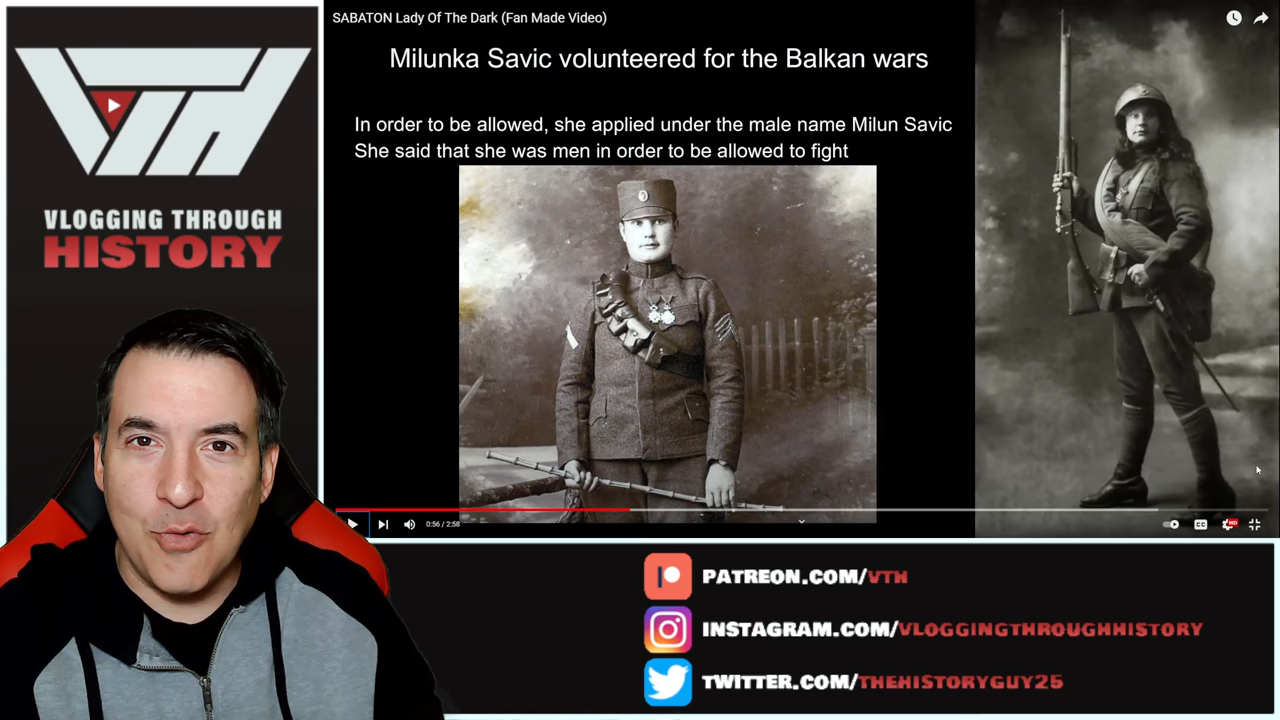 SABATON Lady Of The Dark (Fan Made Video)
Milunka Savic volunteered for the Balkan wars
In order to be allowed, she applied under the male name Milun Savic
She said that she was men in order to be allowed to fight
VTH
VLOGGING THROUGH
HISTORY
0:56 / 2:58
CC
HD
PATREON.COM/VTH
INSTAGRAM.COM/VLOGGINGTHROUGHHISTORY
TWITTER.COM/THEHISTORYGUY25